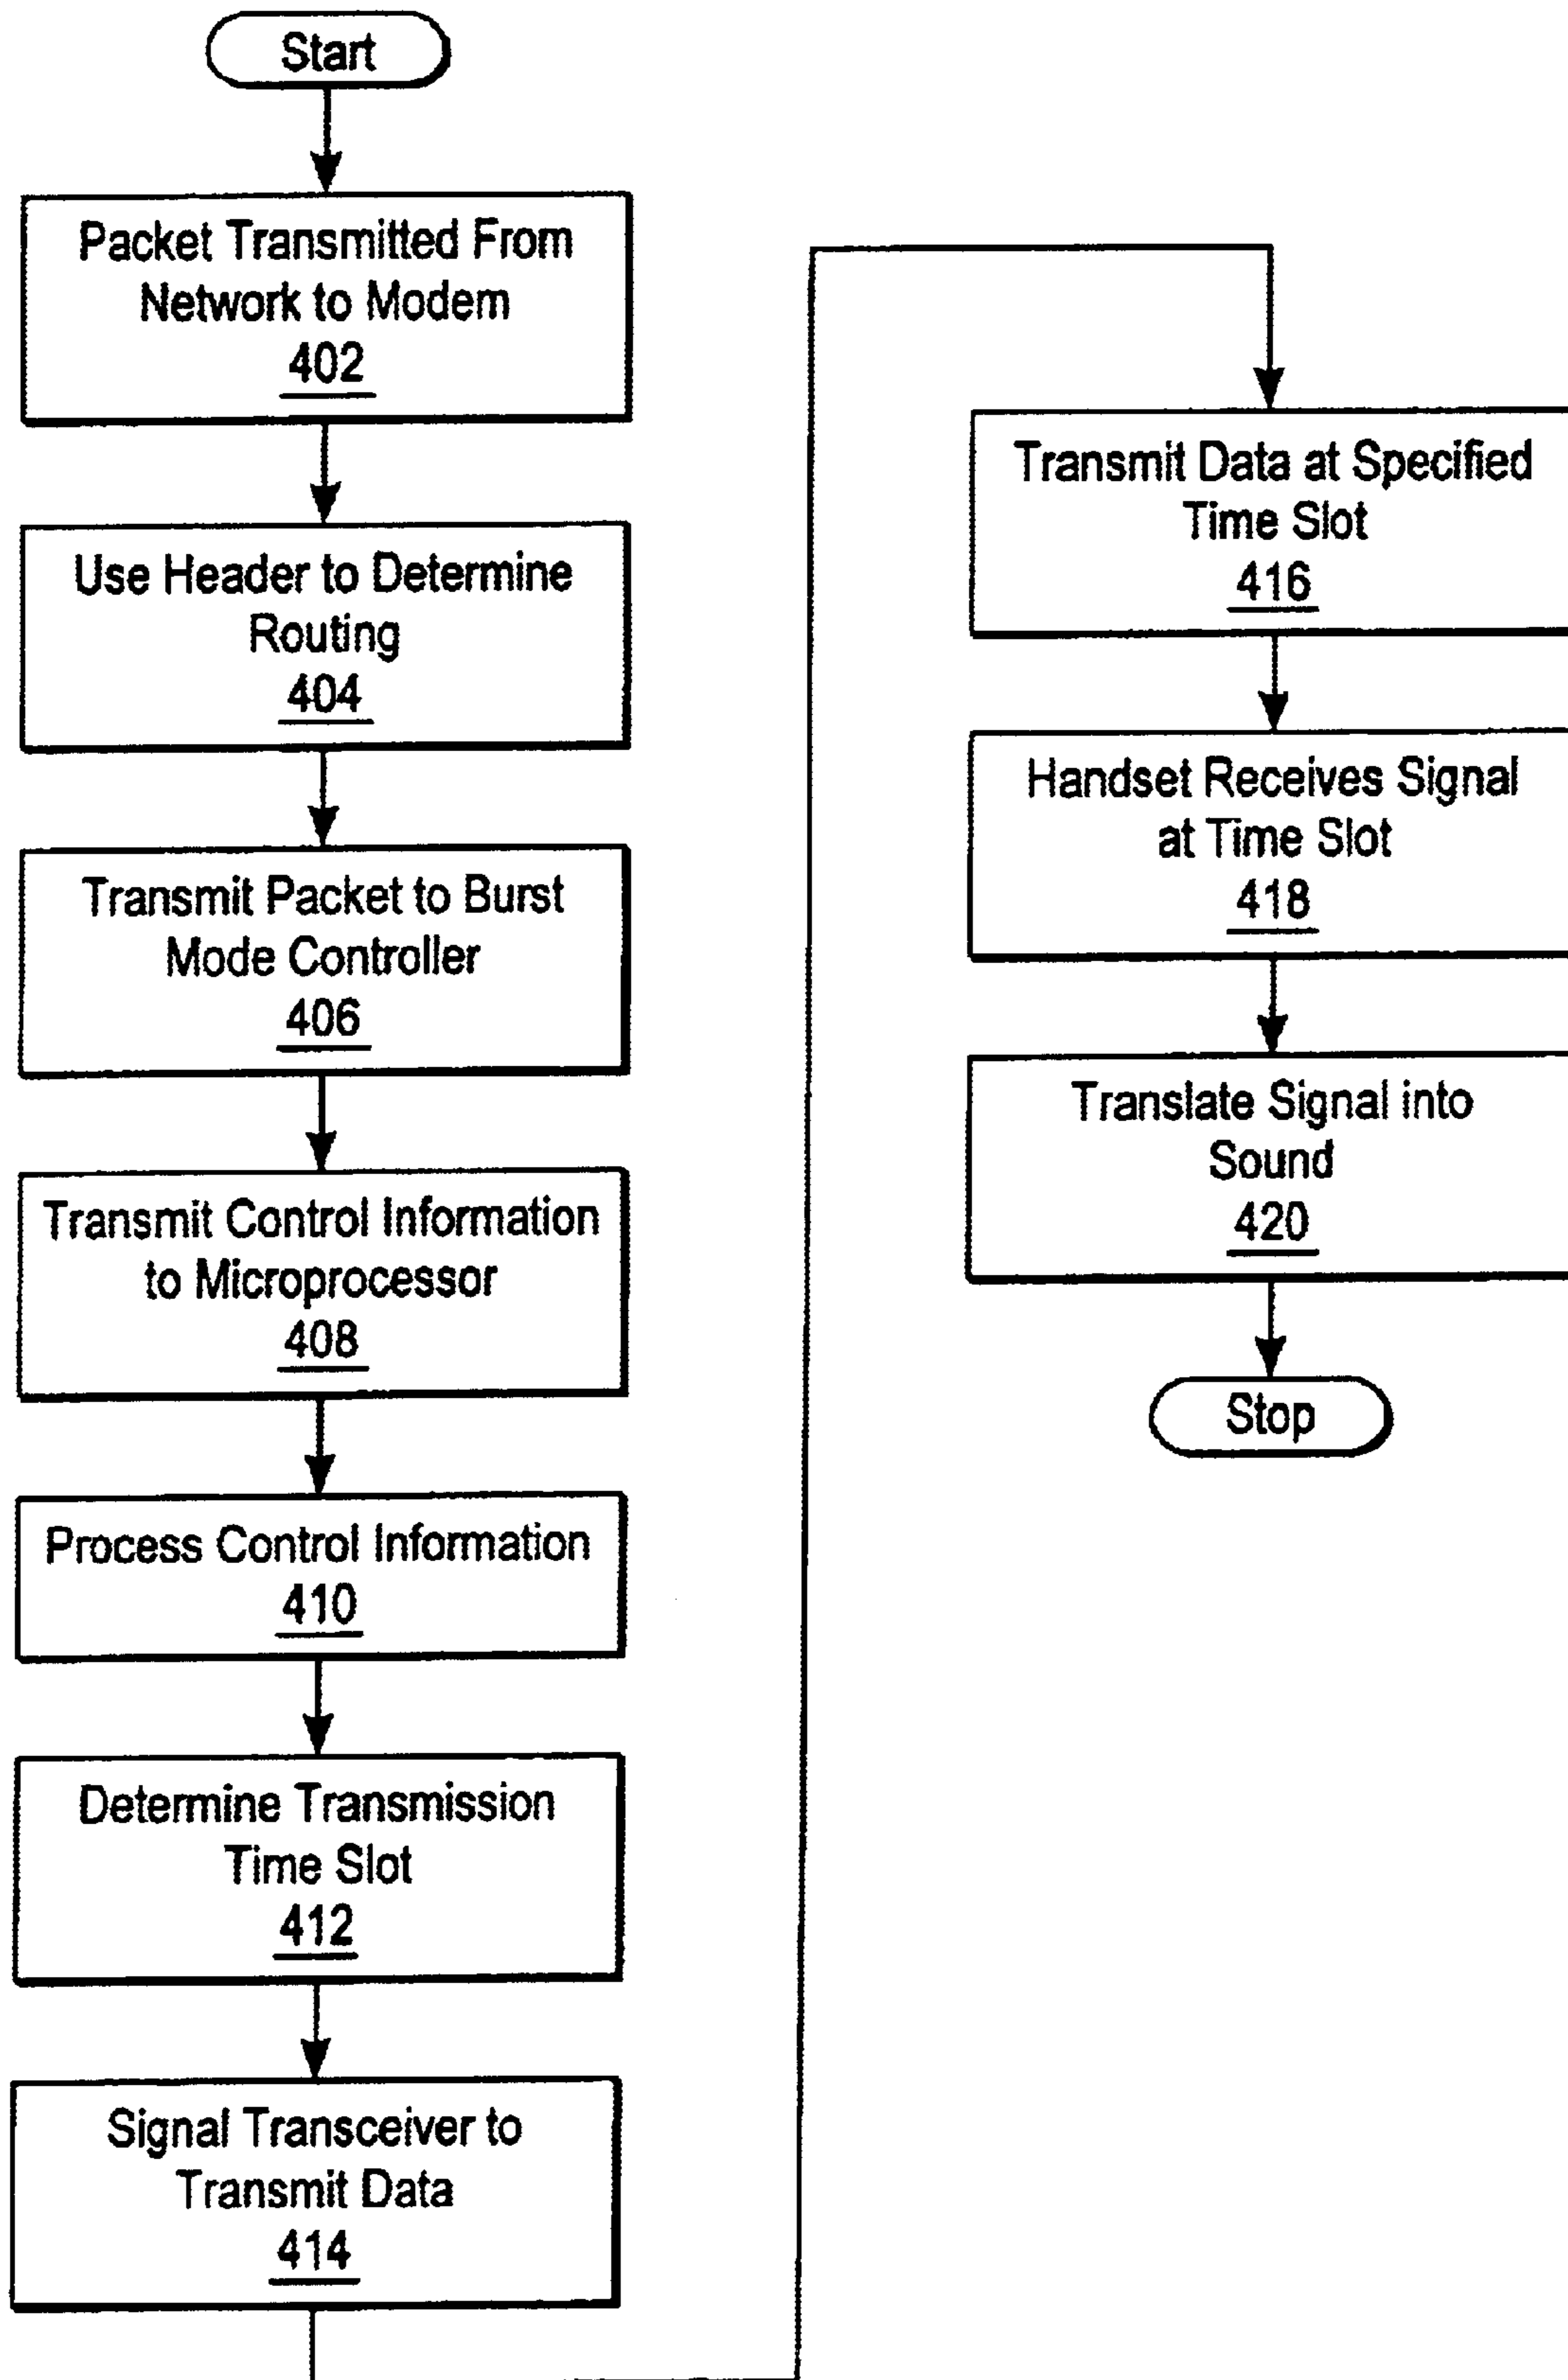 Start
Packet Transmitted From
Network to Modem
402
Use Header to Determine
Routing
404
Transmit Packet to Burst
Mode Controller
406
Transmit Control Information
to Microprocessor
408
Process Control Information
410
Determine Transmission
Time Slot
412
Signal Transceiver to
Transmit Data
414
Transmit Data at Specified
Time Slot
416
Handset Receives Signal
at Time Slot
418
Translate Signal into
Sound
420
Stop